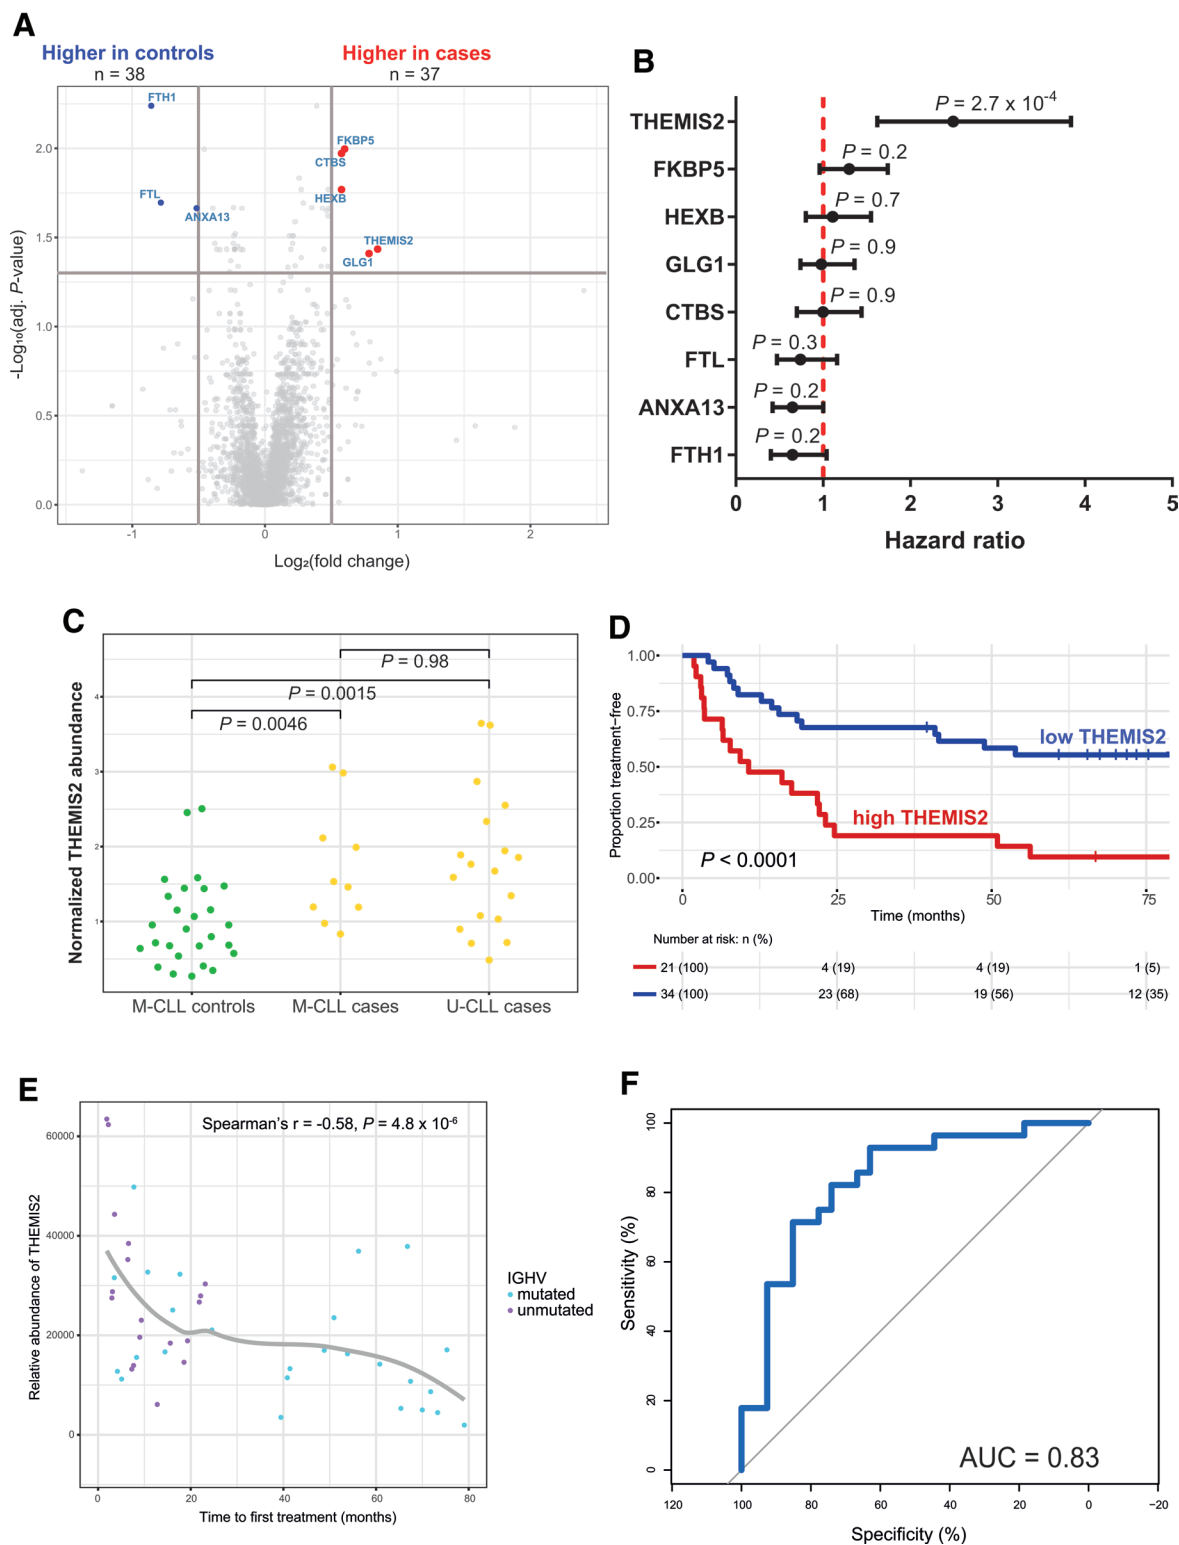 A
Higher in controls
n = 38
Higher in cases
n = 37
FTH1
FKBP5
CTBS
FTL
HEXB
ANXA13
THEMIS2
GLG1
2.0
1.5
1.0
0.5
0.0
-1
0
1
2
-Log₁₀(adj. P-value)
Log₂(fold change)
B
THEMIS2
P = 2.7 x 10⁻⁴
FKBP5
P = 0.2
HEXB
P = 0.7
GLG1
P = 0.9
CTBS
P = 0.9
FTL
P = 0.3
ANXA13
P = 0.2
FTH1
P = 0.2
0
1
2
3
4
5
Hazard ratio
C
P = 0.98
P = 0.0015
P = 0.0046
4
3
2
1
Normalized THEMIS2 abundance
M-CLL controls
M-CLL cases
U-CLL cases
D
1.00
0.75
0.50
0.25
0.00
Proportion treatment–free
low THEMIS2
high THEMIS2
P < 0.0001
0
25
50
75
Time (months)
Number at risk: n (%)
21 (100) 4 (19) 4 (19) 1 (5)
34 (100) 23 (68) 19 (56) 12 (35)
E
Spearman's r = -0.58, P = 4.8 x 10⁻⁶
60000
40000
20000
0
Relative abundance of THEMIS2
0
20
40
60
80
Time to first treatment (months)
IGHV
mutated
unmutated
F
100
80
60
40
20
0
Sensitivity (%)
AUC = 0.83
120
100
80
60
40
20
0
−20
Specificity (%)